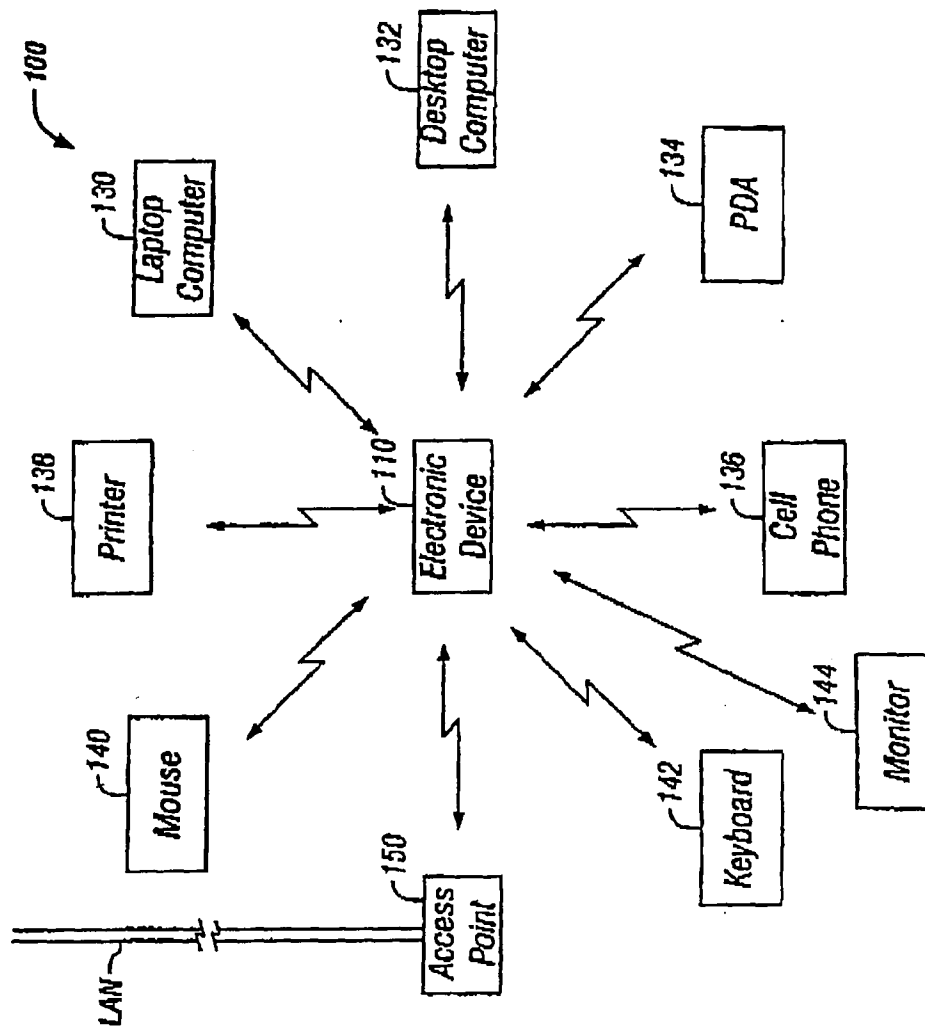 100
138
Printer
140
Mouse
130
Laptop
Computer
LAN
150
Access
Point
110
Electronic
Device
132
Desktop
Computer
142
Keyboard
144
Monitor
136
Cell
Phone
134
PDA